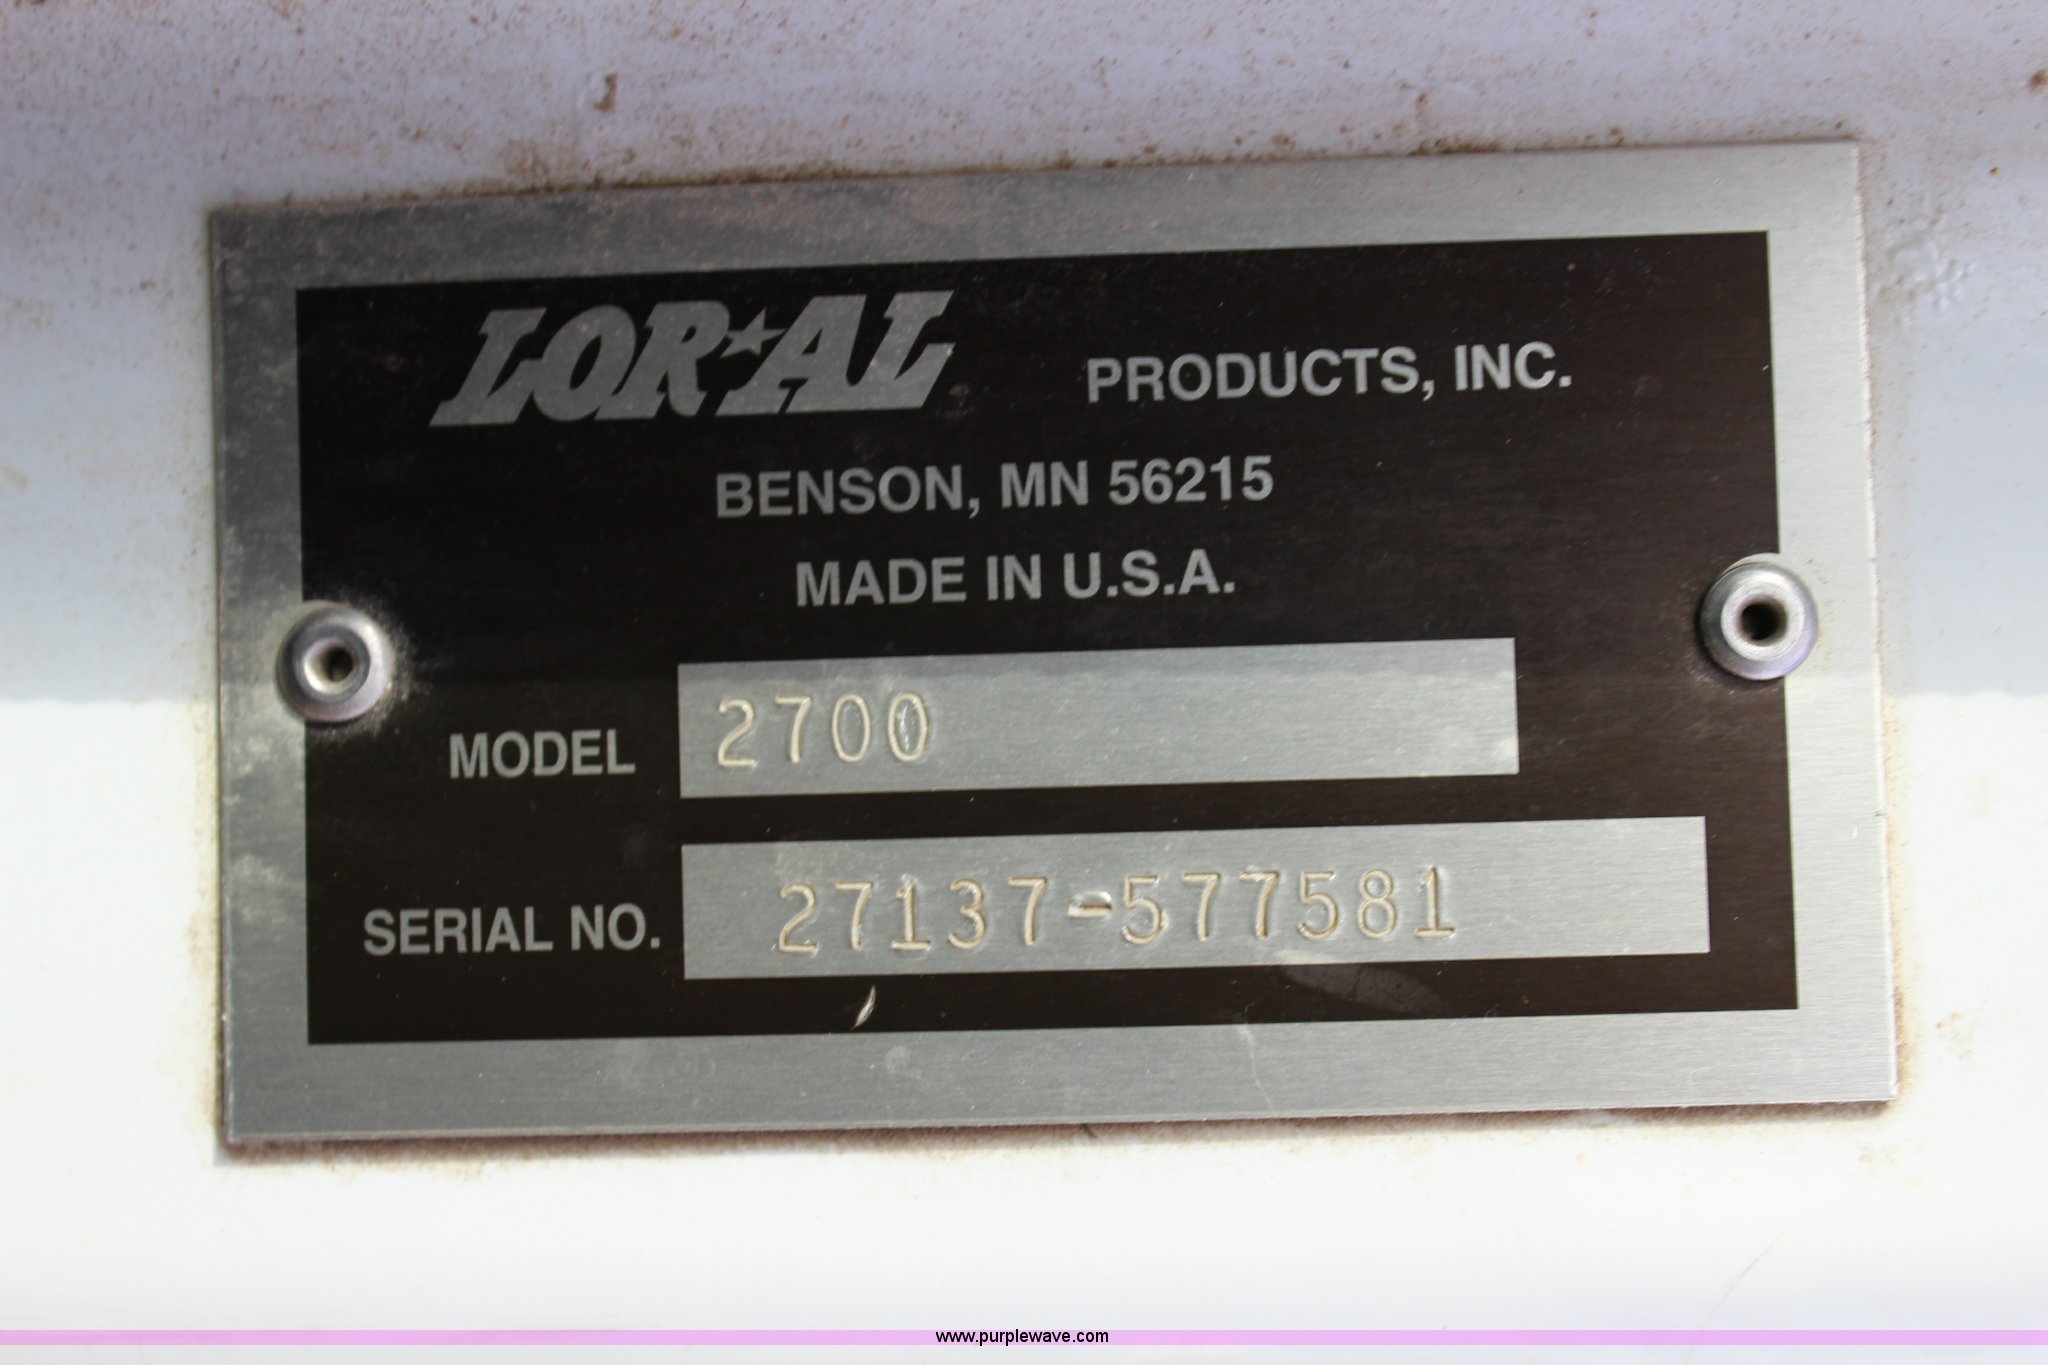 LOR★AL PRODUCTS, INC.
BENSON, MN 56215
MADE IN U.S.A.
MODEL 2700
SERIAL NO. 27137-577581
www.purplewave.com